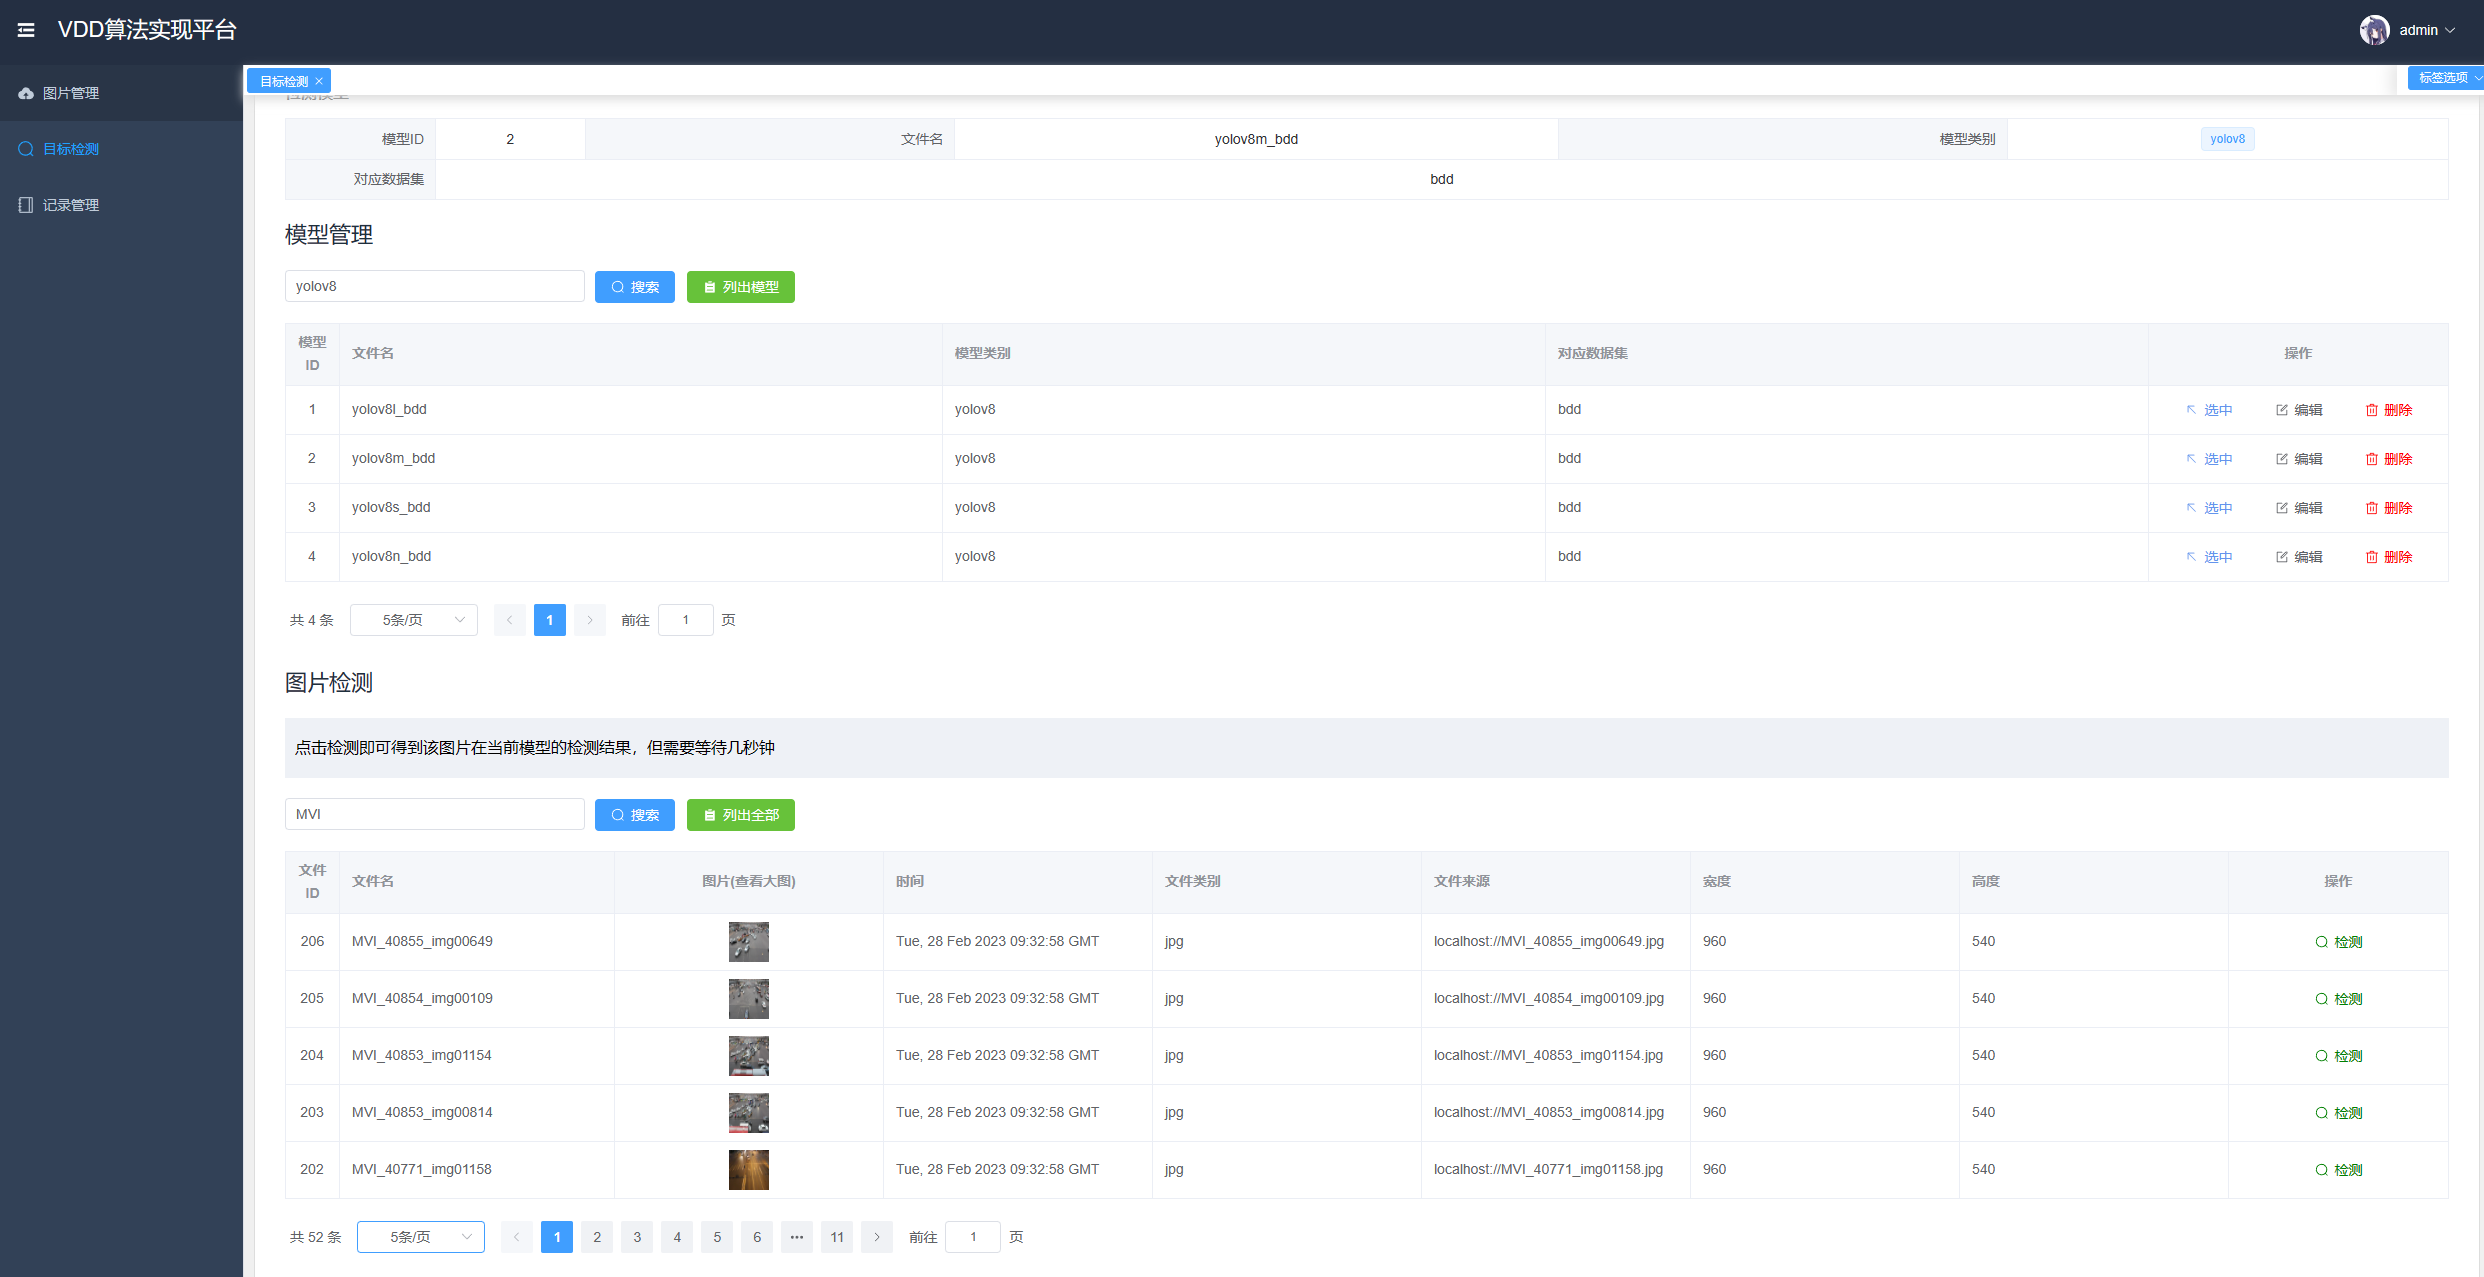 VDD算法实现平台
admin
图片管理
目标检测
记录管理
目标检测
标签选项
检测模型
模型ID 2 文件名 yolov8m_bdd 模型类别 yolov8
对应数据集 bdd
模型管理
yolov8 搜索 列出模型
模型ID 文件名 模型类别 对应数据集 操作
1 yolov8l_bdd yolov8 bdd 选中 编辑 删除
2 yolov8m_bdd yolov8 bdd 选中 编辑 删除
3 yolov8s_bdd yolov8 bdd 选中 编辑 删除
4 yolov8n_bdd yolov8 bdd 选中 编辑 删除
共 4 条 5条/页 1 前往 1 页
图片检测
点击检测即可得到该图片在当前模型的检测结果，但需要等待几秒钟
MVI 搜索 列出全部
文件ID 文件名 图片(查看大图) 时间 文件类别 文件来源 宽度 高度 操作
206 MVI_40855_img00649 Tue, 28 Feb 2023 09:32:58 GMT jpg localhost://MVI_40855_img00649.jpg 960 540 检测
205 MVI_40854_img00109 Tue, 28 Feb 2023 09:32:58 GMT jpg localhost://MVI_40854_img00109.jpg 960 540 检测
204 MVI_40853_img01154 Tue, 28 Feb 2023 09:32:58 GMT jpg localhost://MVI_40853_img01154.jpg 960 540 检测
203 MVI_40853_img00814 Tue, 28 Feb 2023 09:32:58 GMT jpg localhost://MVI_40853_img00814.jpg 960 540 检测
202 MVI_40771_img01158 Tue, 28 Feb 2023 09:32:58 GMT jpg localhost://MVI_40771_img01158.jpg 960 540 检测
共 52 条 5条/页 1 2 3 4 5 6 ••• 11 前往 1 页